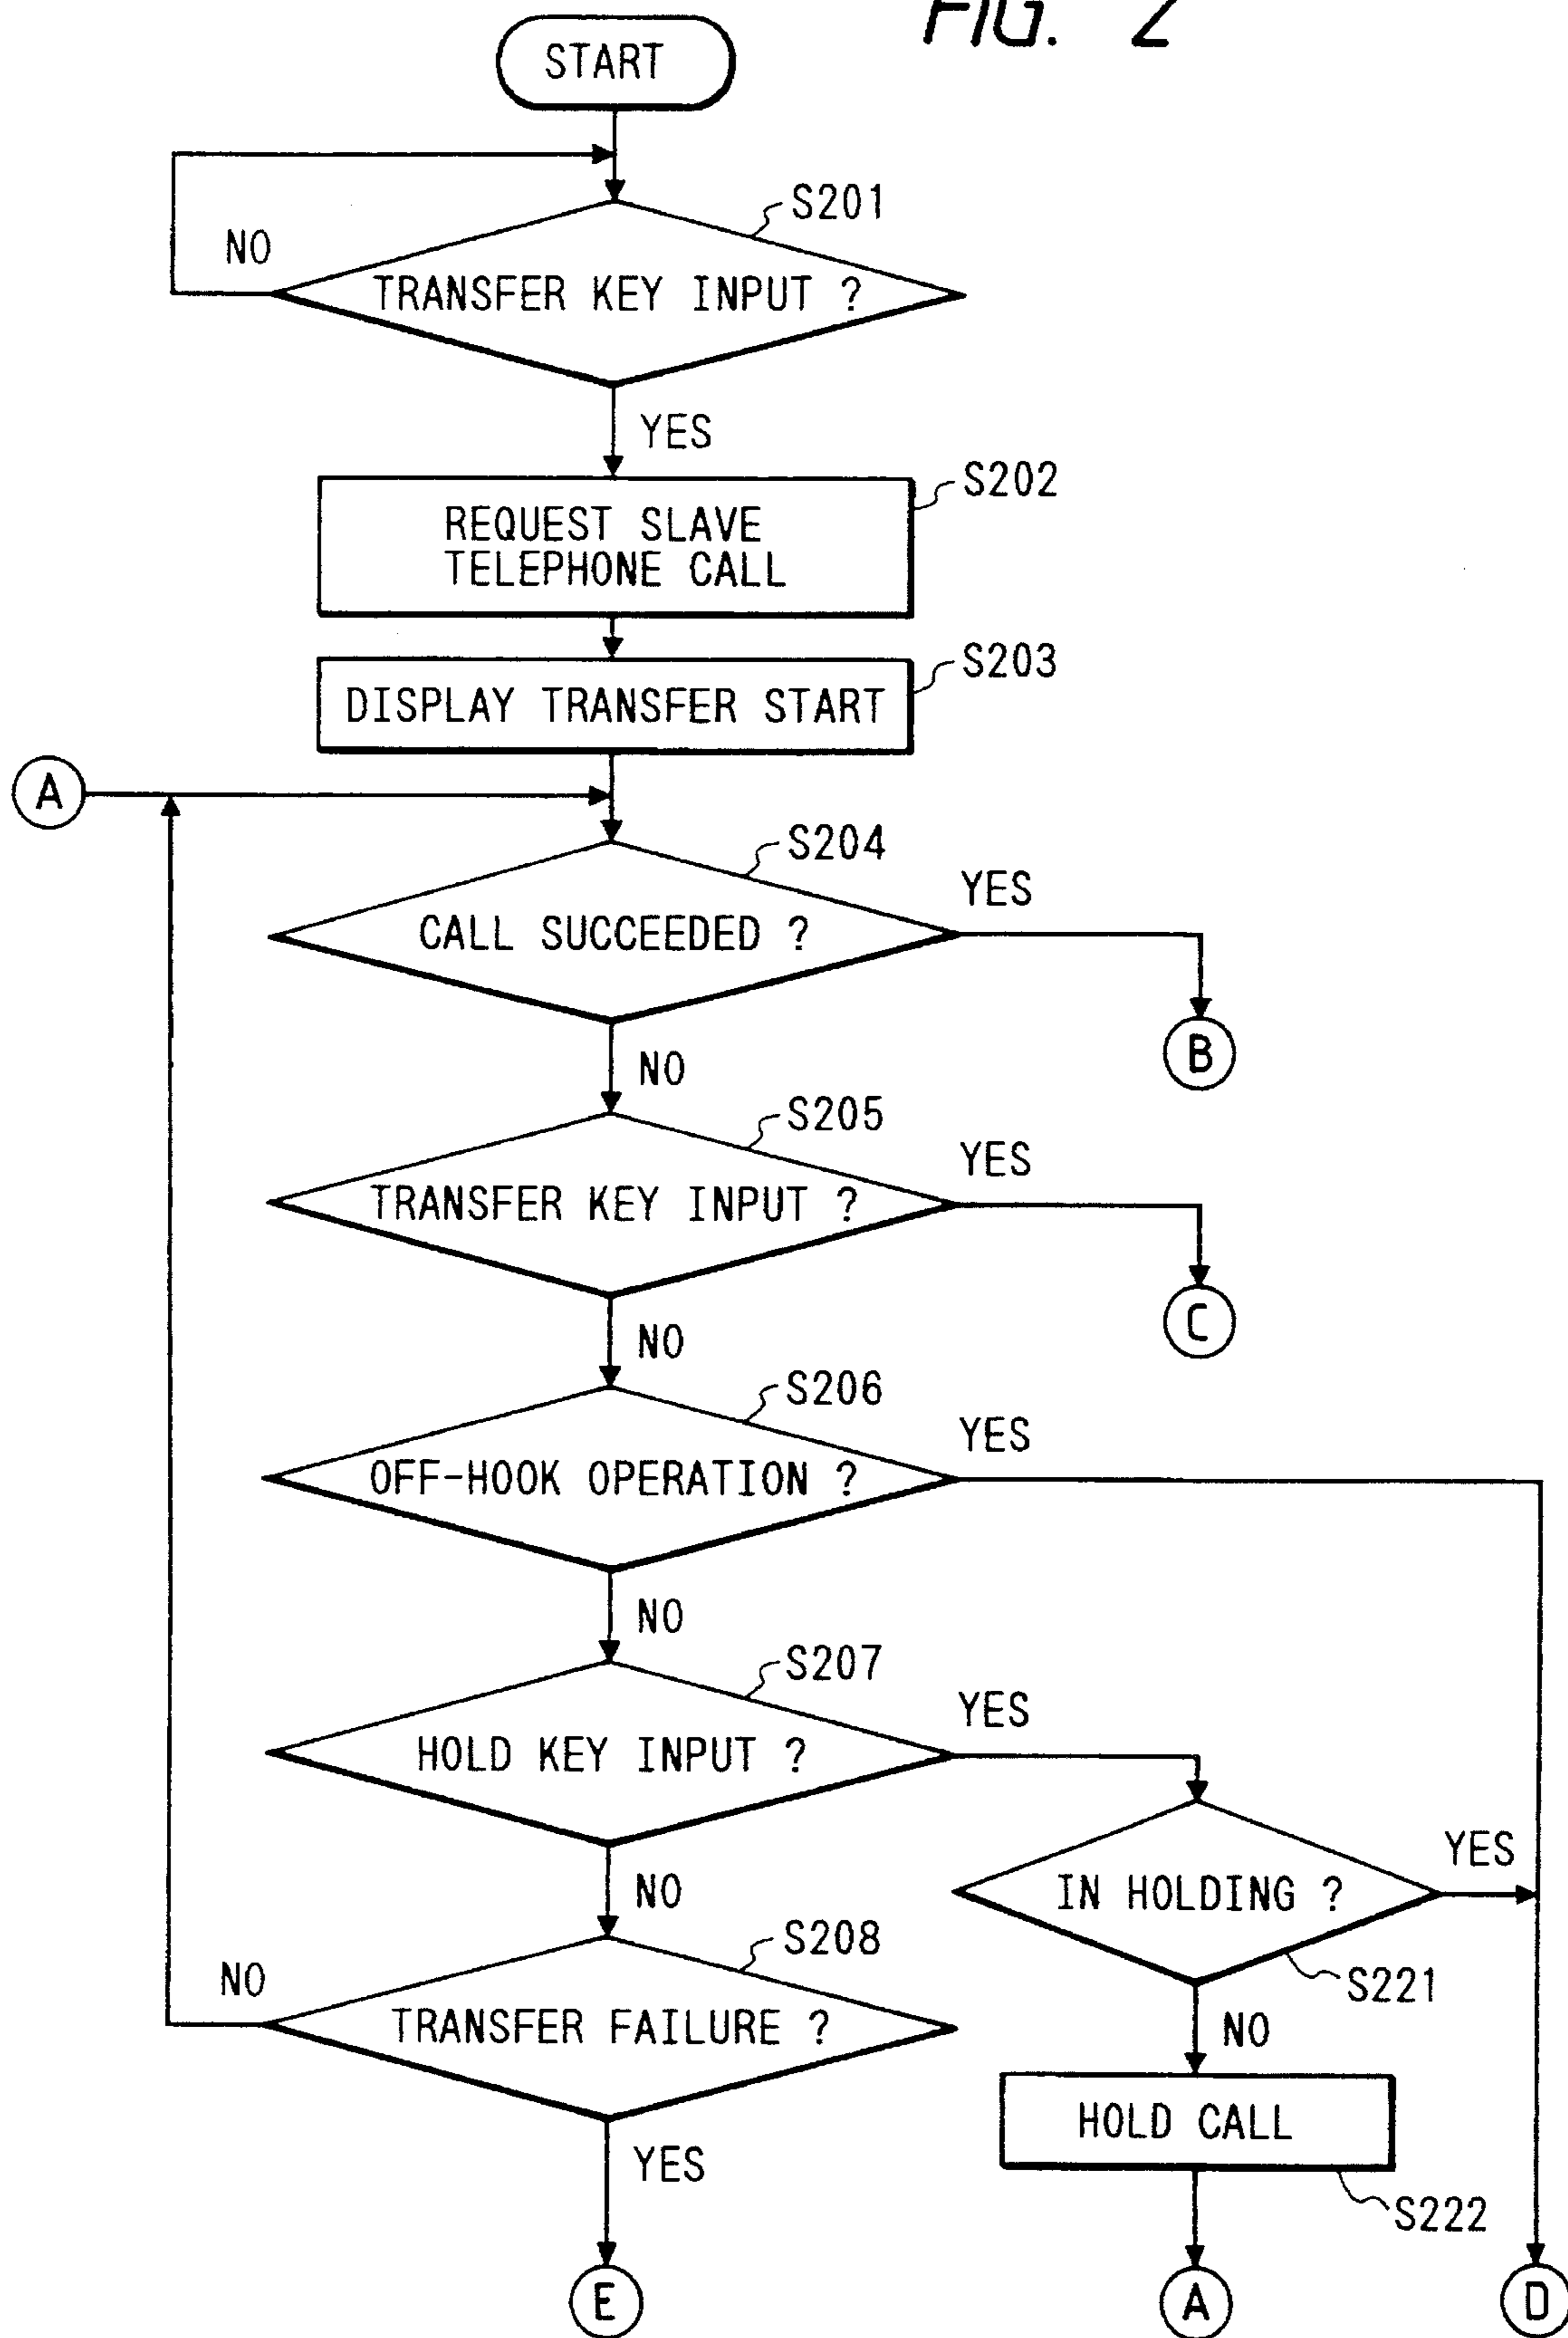 FIG. 2
START
S201
NO
TRANSFER KEY INPUT ?
YES
S202
REQUEST SLAVE
TELEPHONE CALL
S203
DISPLAY TRANSFER START
A
S204
YES
CALL SUCCEEDED ?
B
NO
S205
YES
TRANSFER KEY INPUT ?
C
NO
S206
YES
OFF-HOOK OPERATION ?
NO
S207
YES
HOLD KEY INPUT ?
YES
NO
IN HOLDING ?
S208
NO
S221
TRANSFER FAILURE ?
NO
HOLD CALL
YES
S222
E
A
D